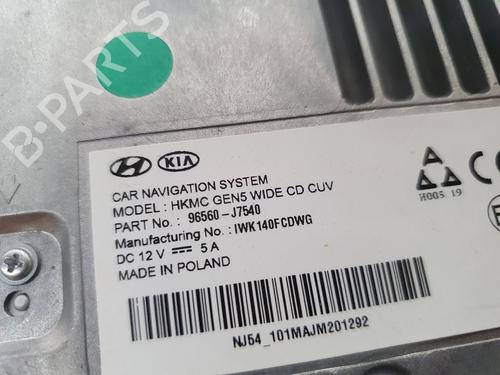 B-PARTS
HYUNDAI KIA
CAR NAVIGATION SYSTEM
MODEL : HKMC GEN5 WIDE CD CUV
PART No. : 96560-J7540
Manufacturing No. : IWK140FCDWG
DC 12 V ⎓ 5 A
MADE IN POLAND
H005 19
NJ54_101MAJM201292